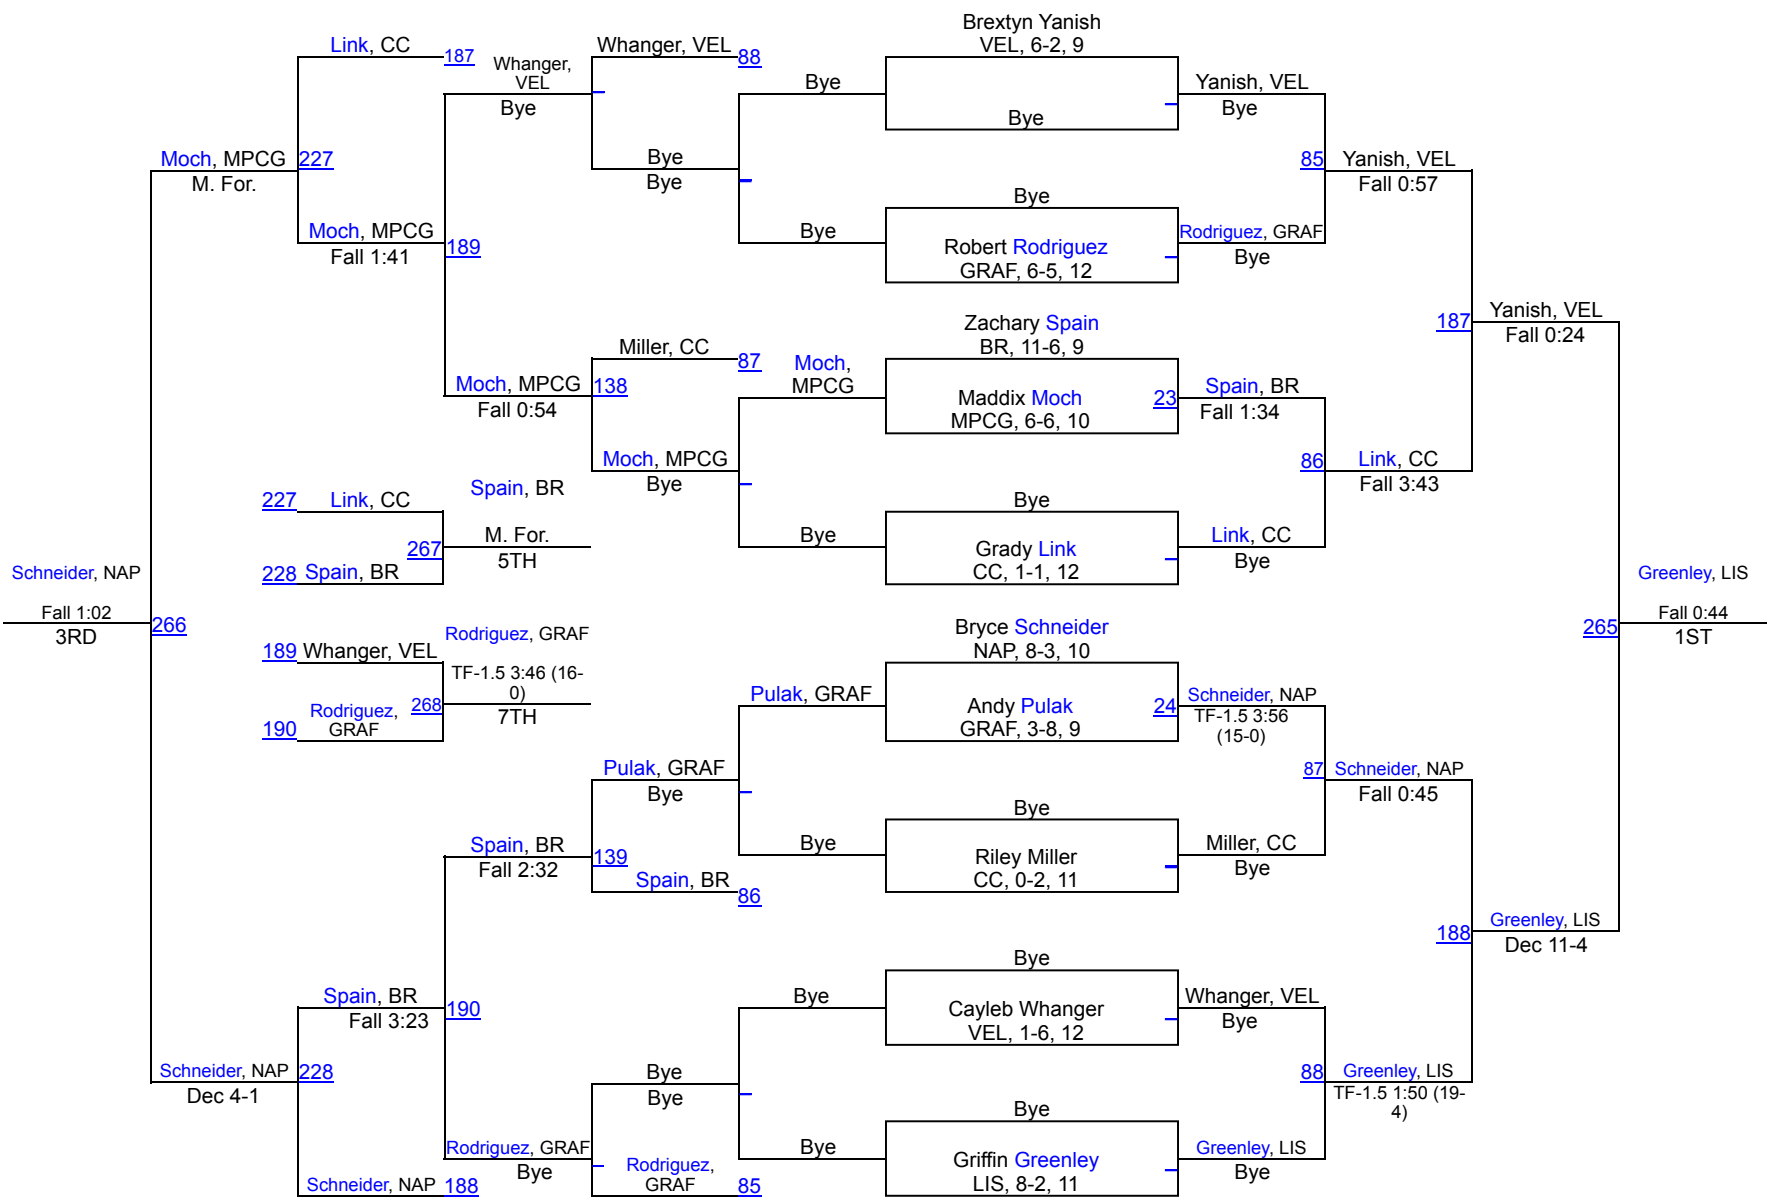 Brextyn Yanish
VEL, 6-2, 9
Link, CC
187
Whanger,
VEL
Bye
Whanger, VEL
88
Bye
Bye
Yanish, VEL
Bye
Moch, MPCG
227
M. For.
Bye
Bye
85
Yanish, VEL
Fall 0:57
Bye
Moch, MPCG
Fall 1:41
189
Bye
Robert Rodriguez
GRAF, 6-5, 12
Rodriguez, GRAF
Bye
Zachary Spain
BR, 11-6, 9
187
Yanish, VEL
Fall 0:24
Miller, CC
87
Moch,
MPCG
Moch, MPCG
138
Fall 0:54
Maddix Moch
MPCG, 6-6, 10
23
Spain, BR
Fall 1:34
Moch, MPCG
Bye
86
Link, CC
Fall 3:43
227
Link, CC
Spain, BR
Bye
267
M. For.
5TH
Bye
Grady Link
CC, 1-1, 12
Link, CC
Bye
228
Spain, BR
Schneider, NAP
Fall 1:02
3RD
266
Greenley, LIS
Fall 0:44
265
1ST
Bryce Schneider
NAP, 8-3, 10
189
Whanger, VEL
Rodriguez, GRAF
TF-1.5 3:46 (16-
0)
268
7TH
190
Rodriguez,
GRAF
Pulak, GRAF
Andy Pulak
GRAF, 3-8, 9
24
Schneider, NAP
TF-1.5 3:56
(15-0)
Pulak, GRAF
Bye
87
Schneider, NAP
Fall 0:45
Bye
Spain, BR
Fall 2:32
139
Bye
Riley Miller
CC, 0-2, 11
Miller, CC
Bye
Spain, BR
86
188
Greenley, LIS
Dec 11-4
Bye
Spain, BR
Fall 3:23
190
Bye
Cayleb Whanger
VEL, 1-6, 12
Whanger, VEL
Bye
Schneider, NAP
228
Dec 4-1
Bye
Bye
88
Greenley, LIS
TF-1.5 1:50 (19-
4)
Bye
Rodriguez, GRAF
Bye
Bye
Griffin Greenley
LIS, 8-2, 11
Greenley, LIS
Bye
Schneider, NAP
188
Rodriguez,
GRAF
85